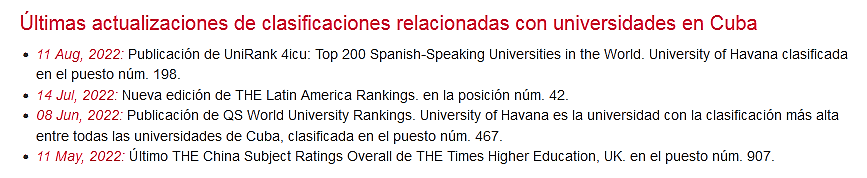 Últimas actualizaciones de clasificaciones relacionadas con universidades en Cuba
• 11 Aug, 2022: Publicación de UniRank 4icu: Top 200 Spanish-Speaking Universities in the World. University of Havana clasificada
en el puesto núm. 198.
• 14 Jul, 2022: Nueva edición de THE Latin America Rankings. en la posición núm. 42.
• 08 Jun, 2022: Publicación de QS World University Rankings. University of Havana es la universidad con la clasificación más alta
entre todas las universidades de Cuba, clasificada en el puesto núm. 467.
• 11 May, 2022: Último THE China Subject Ratings Overall de THE Times Higher Education, UK. en el puesto núm. 907.